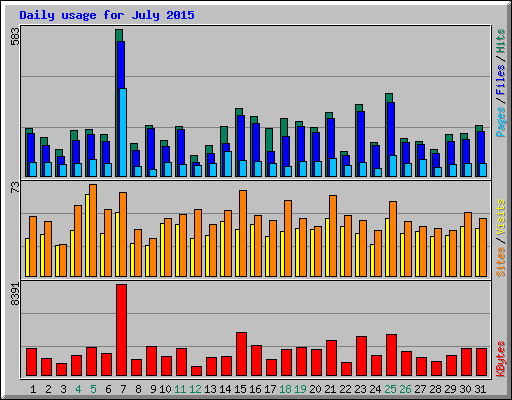 Daily usage for July 2015
583
Pages / Files / Hits
73
Sites / Visits
8391
KBytes
1 2 3 4 5 6 7 8 9 10 11 12 13 14 15 16 17 18 19 20 21 22 23 24 25 26 27 28 29 30 31